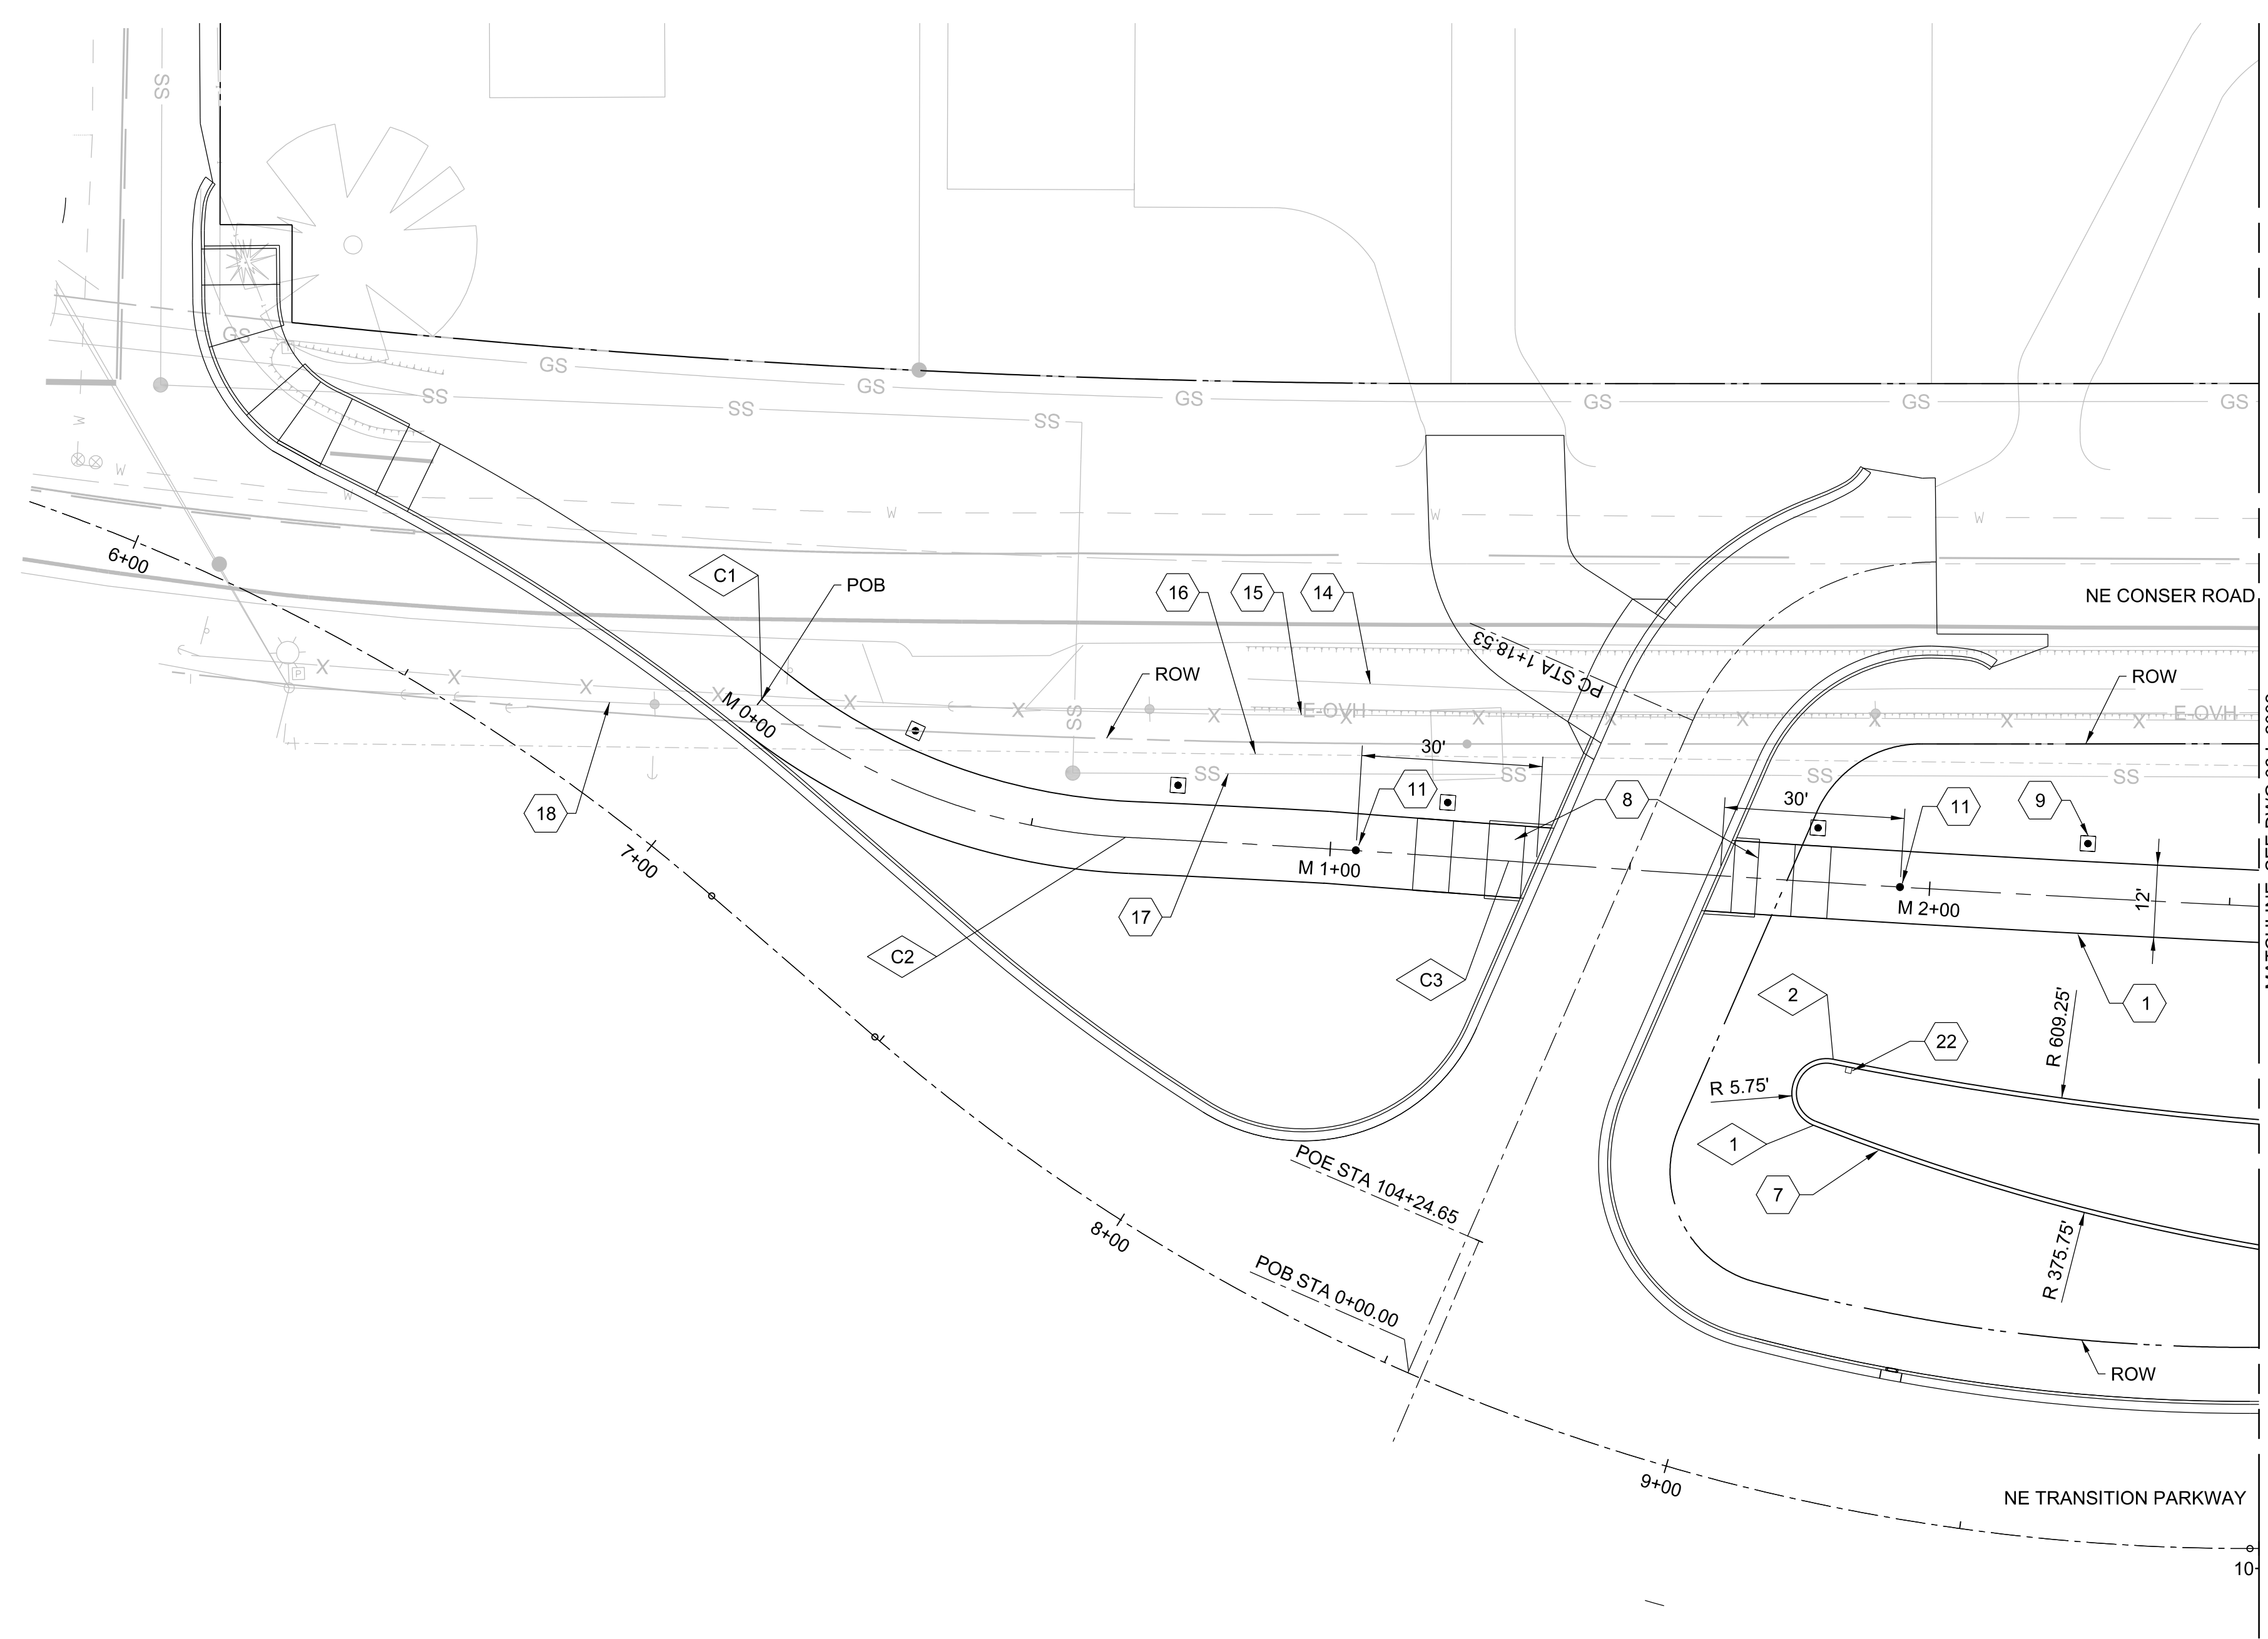 SS
GS
GS
GS
GS
GS
GS
GS
SS
SS
SS
W
W
W
W
W
W
6+00
C1
POB
16
15
14
NE CONSER ROAD
P
X
X
X
X
X
X
X
X
X
X
X
X
X
PC STA 1+18.53
ROW
ROW
M 0+00
SS
E-OVH
E-OVH
30'
SS
SS
SS
SS
11
8
30'
11
9
18
7+00
M 1+00
M 2+00
12'
17
C2
C3
2
1
22
R 609.25'
R 5.75'
1
7
R 375.75'
POE STA 104+24.65
8+00
POB STA 0+00.00
ROW
9+00
NE TRANSITION PARKWAY
10